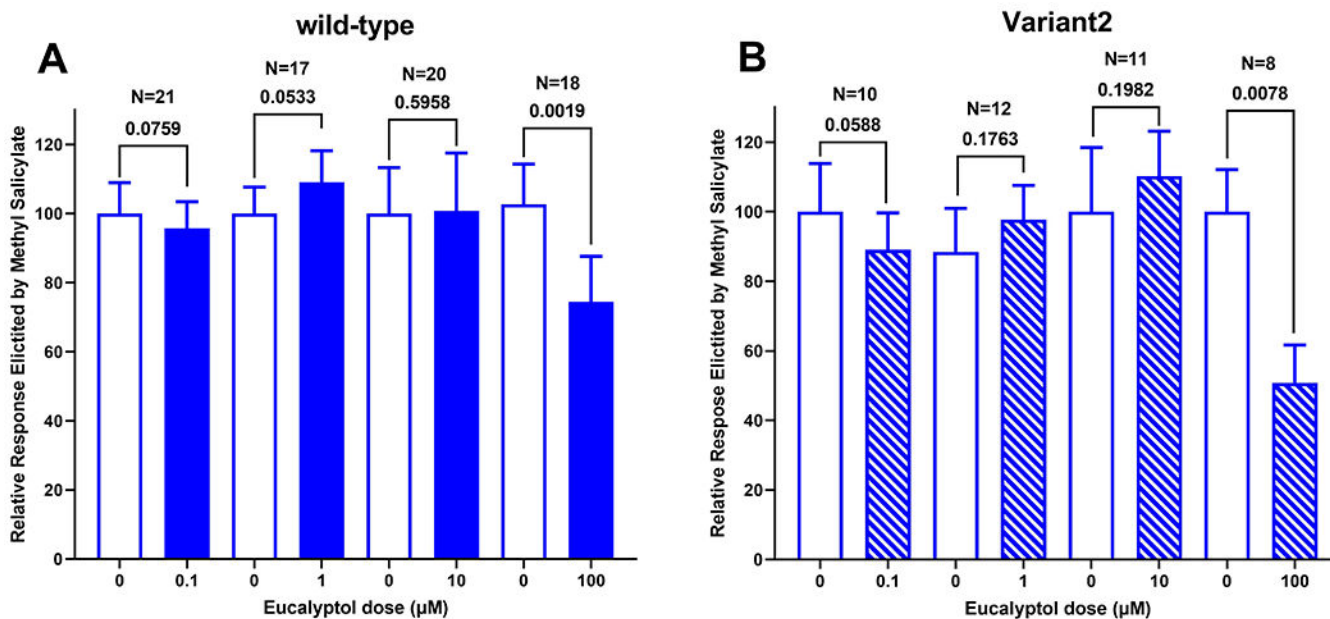 wild-type
A
N=21
0.0759
N=17
0.0533
N=20
0.5958
N=18
0.0019
Relative Response Elictited by Methyl Salicylate
120
100
80
60
40
20
0
0 0.1 0 1 0 10 0 100
Eucalyptol dose (µM)
Variant2
B
N=10
0.0588
N=12
0.1763
N=11
0.1982
N=8
0.0078
Relative Respose Elicited by Methyl Salicylate
120
100
80
60
40
20
0
0 0.1 0 1 0 10 0 100
Eucalyptol dose (µM)